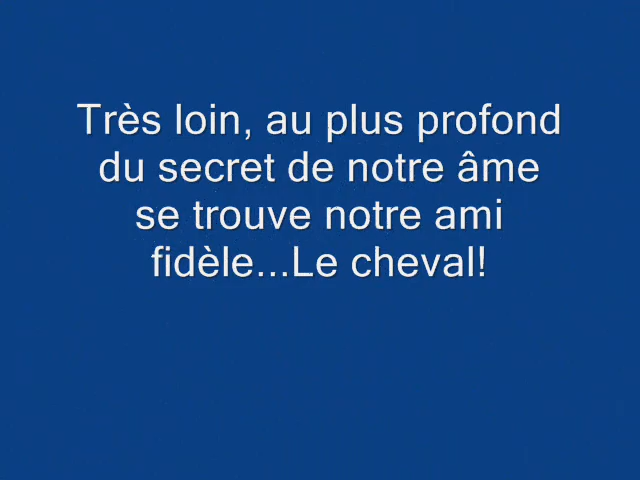 Très loin, au plus profond
du secret de notre âme
se trouve notre ami
fidèle...Le cheval!